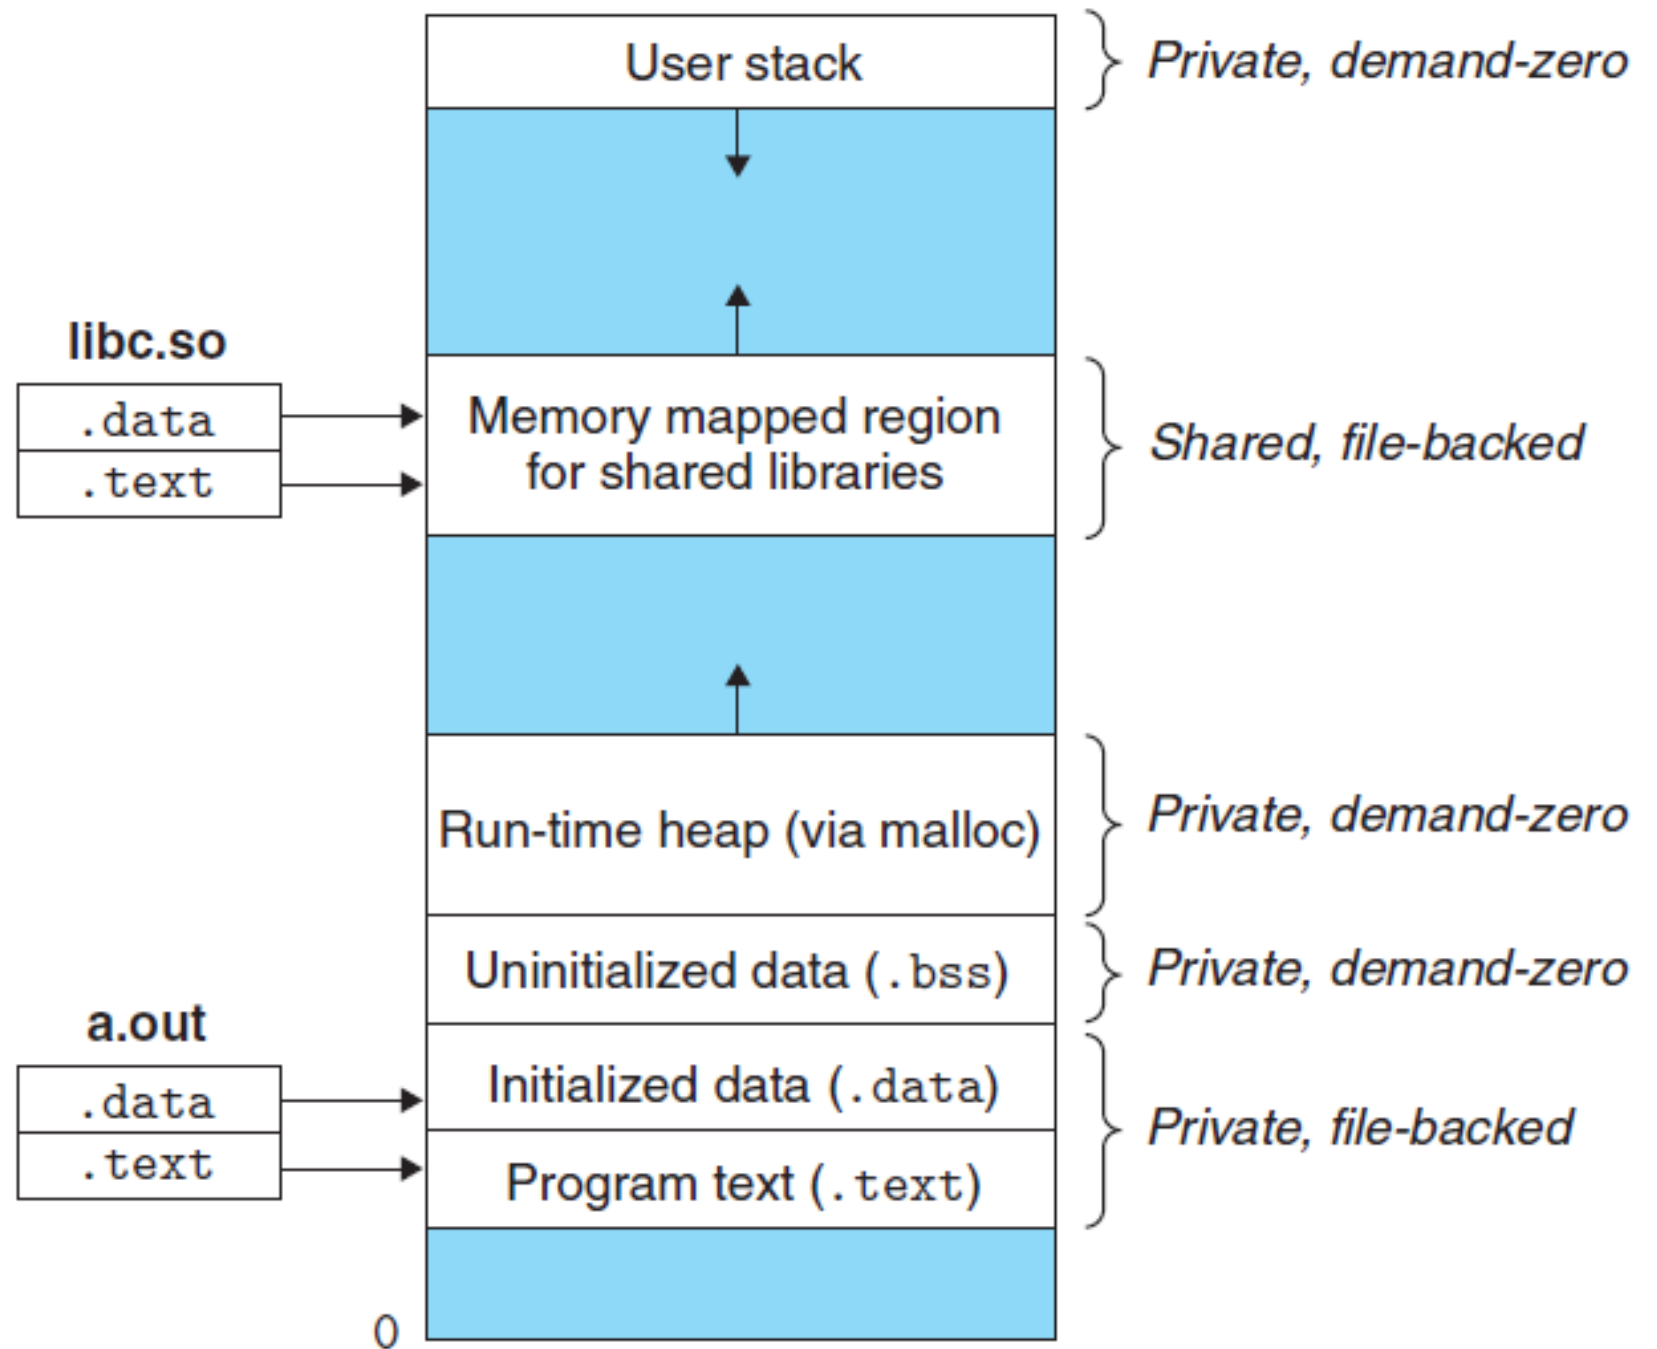 User stack
Private, demand-zero
libc.so
.data
.text
Memory mapped region
for shared libraries
Shared, file-backed
Run-time heap (via malloc)
Private, demand-zero
Uninitialized data (.bss)
Private, demand-zero
a.out
.data
.text
Initialized data (.data)
Program text (.text)
Private, file-backed
0